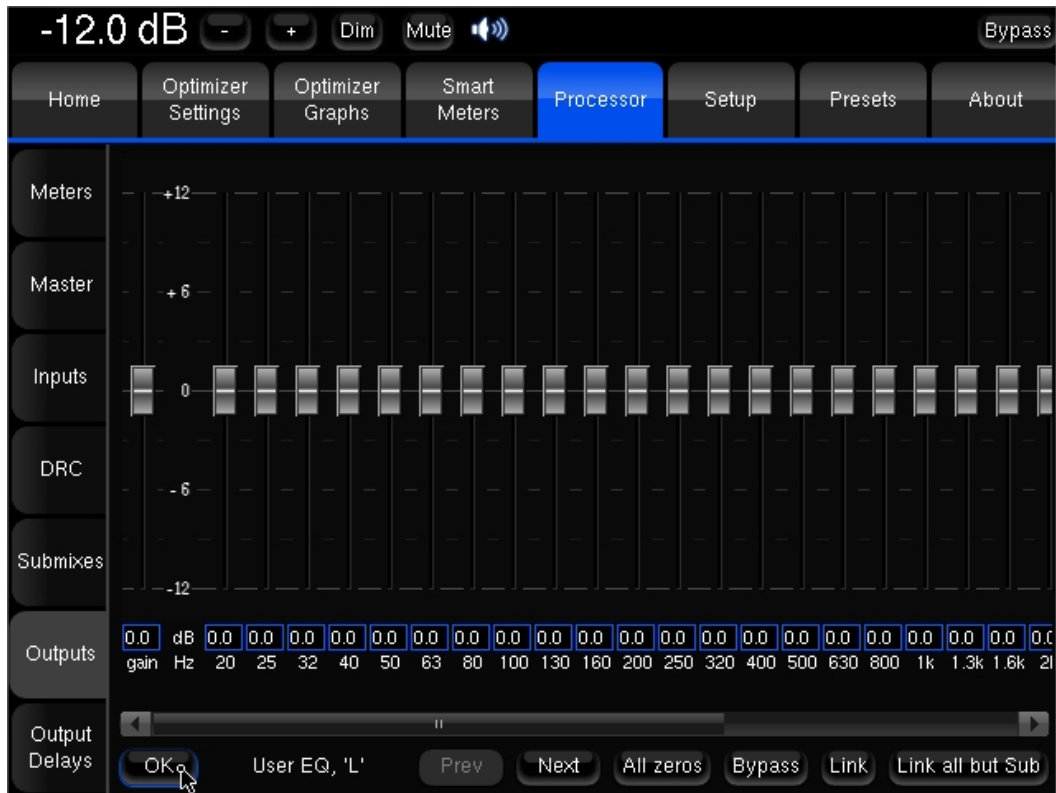 -12.0 dB - + Dim Mute Bypass
Home Optimizer Settings Optimizer Graphs Smart Meters Processor Setup Presets About
Meters
Master
Inputs
DRC
Submixes
Outputs
Output Delays
+12
+ 6
0
- 6
-12
0.0 dB 0.0 0.0 0.0 0.0 0.0 0.0 0.0 0.0 0.0 0.0 0.0 0.0 0.0 0.0 0.0 0.0 0.0 0.0 0.0 0.0
gain Hz 20 25 32 40 50 63 80 100 130 160 200 250 320 400 500 630 800 1k 1.3k 1.6k
OK User EQ, 'L' Prev Next All zeros Bypass Link Link all but Sub